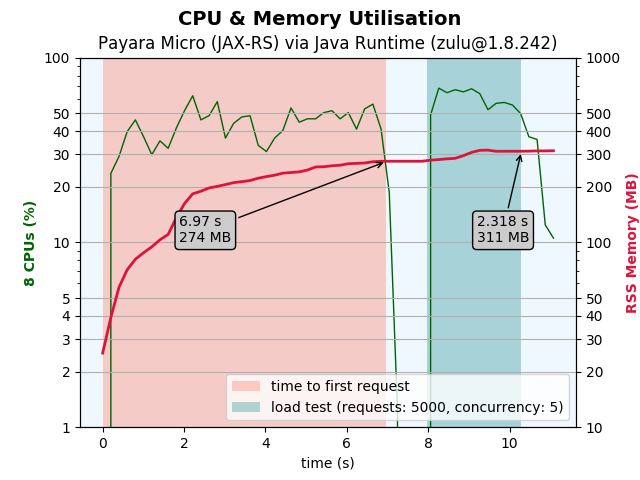 CPU & Memory Utilisation
Payara Micro (JAX-RS) via Java Runtime (zulu@1.8.242)
100
50
40
30
20
10
5
4
3
2
1
8 CPUs (%)
1000
500
400
300
200
100
50
40
30
20
10
RSS Memory (MB)
6.97 s
274 MB
2.318 s
311 MB
time to first request
load test (requests: 5000, concurrency: 5)
0 2 4 6 8 10
time (s)